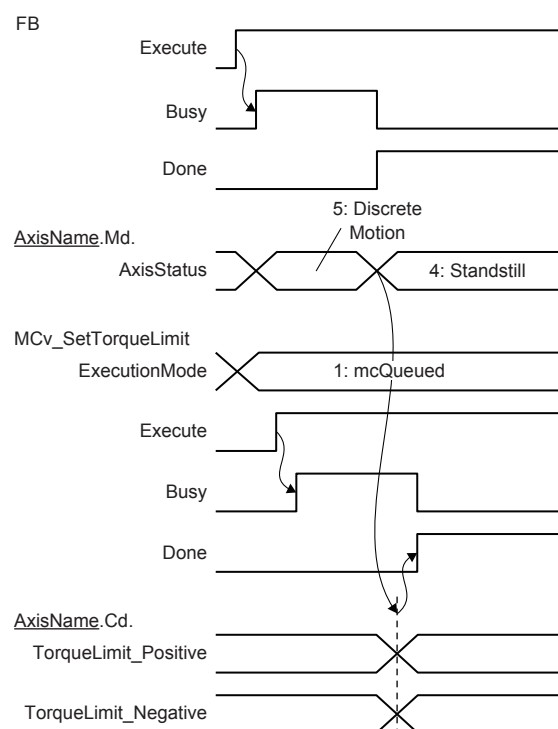 FB
Execute
Busy
Done
5: Discrete
Motion
AxisName.Md.
AxisStatus
4: Standstill
MCv_SetTorqueLimit
ExecutionMode
1: mcQueued
Execute
Busy
Done
AxisName.Cd.
TorqueLimit_Positive
TorqueLimit_Negative